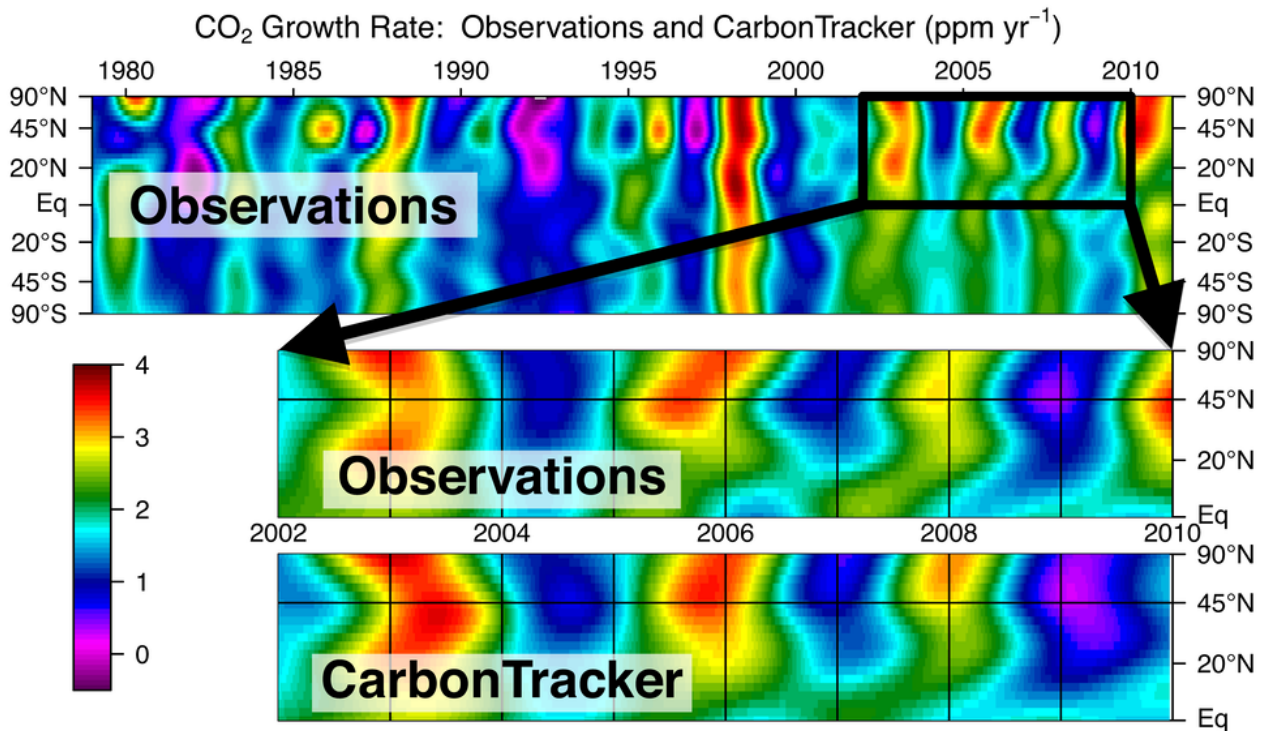 CO₂ Growth Rate: Observations and CarbonTracker (ppm yr⁻¹)
1980 1985 1990 1995 2000 2005 2010
90°N 90°N
45°N 45°N
20°N 20°N
Eq Eq
Observations
20°S 20°S
45°S 45°S
90°S 90°S
4
3
2
1
0
90°N
45°N
20°N
Observations
Eq
2002 2004 2006 2008 2010
90°N
45°N
20°N
CarbonTracker
Eq